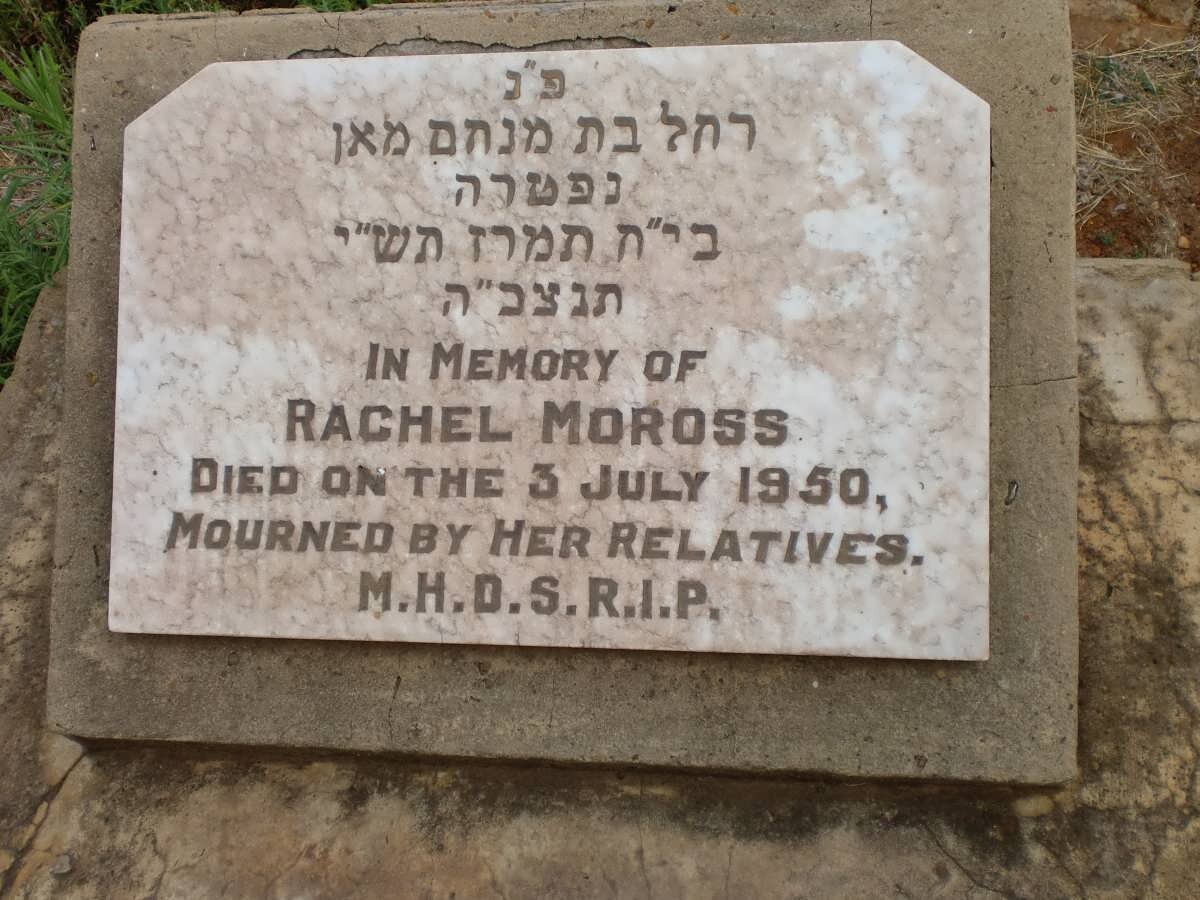 פ"נ
רחל בת מנחם מאן
נפטרה
בי"ח תמרז תש"י
תנצב"ה
IN MEMORY OF
RACHEL MOROSS
DIED ON THE 3 JULY 1950,
MOURNED BY HER RELATIVES.
M.H.D.S.R.I.P.